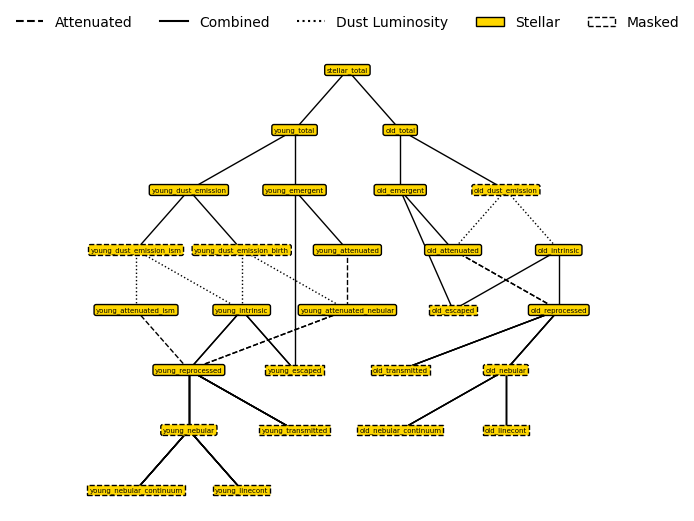 Attenuated Combined Dust Luminosity Stellar Masked
stellar_total
young_total old_total
young_dust_emission young_emergent old_emergent old_dust_emission
young_dust_emission_ism young_dust_emission_birth young_attenuated old_attenuated old_intrinsic
young_attenuated_ism young_intrinsic young_attenuated_nebular old_escaped old_reprocessed
young_reprocessed young_escaped old_transmitted old_nebular
young_nebular young_transmitted old_nebular_continuum old_linecont
young_nebular_continuum young_linecont